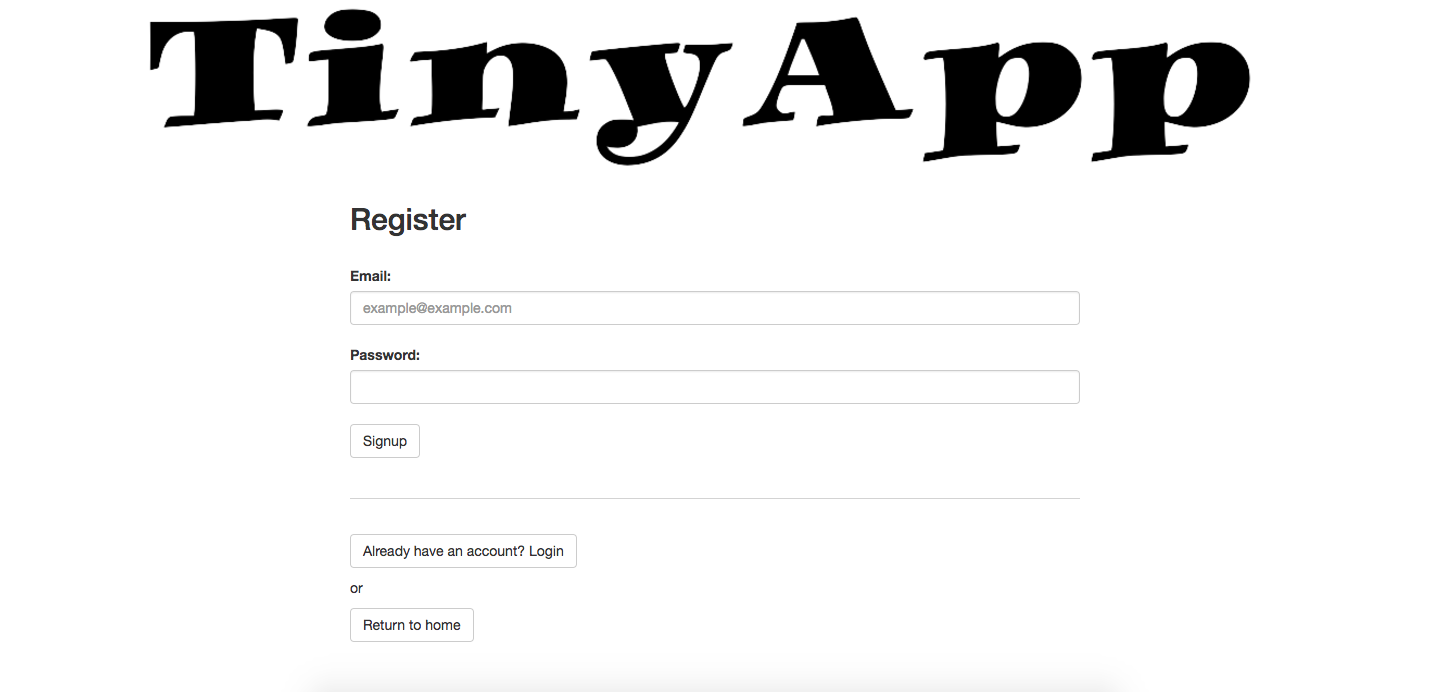 TinyApp
Register
Email:
example@example.com
Password:
Signup
Already have an account? Login
or
Return to home